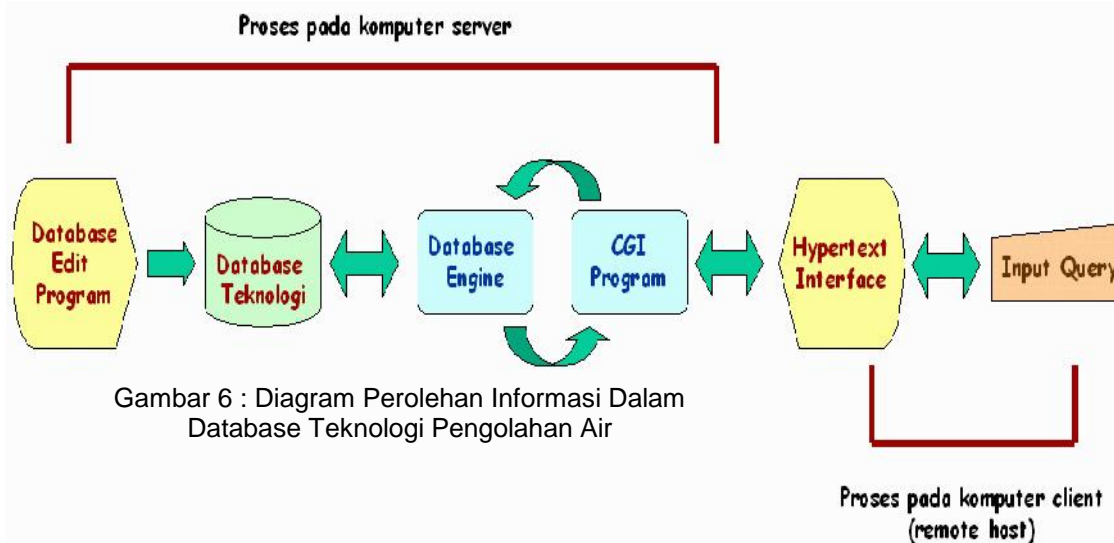 Proses pada komputer server
Database
Edit
Program
Database
Teknologi
Database
Engine
CGI
Program
Hypertext
Interface
Input Query
Gambar 6 : Diagram Perolehan Informasi Dalam
Database Teknologi Pengolahan Air
Proses pada komputer client
(remote host)